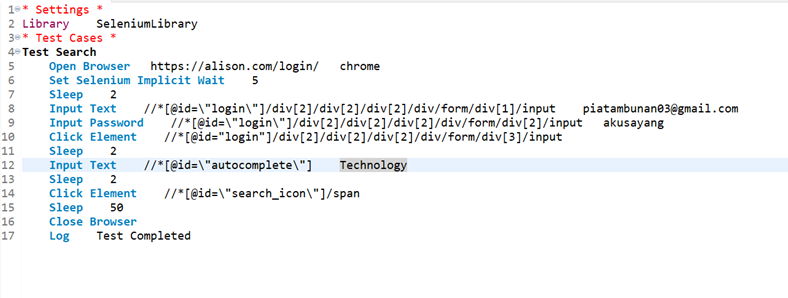 1 * Settings *
2 Library    SeleniumLibrary
3 * Test Cases *
4 Test Search
5     Open Browser   https://alison.com/login/   chrome
6     Set Selenium Implicit Wait    5
7     Sleep    2
8     Input Text    //*[@id=\"login\"]/div[2]/div[2]/div[2]/div/form/div[1]/input    piatambunan03@gmail.com
9     Input Password    //*[@id=\"login\"]/div[2]/div[2]/div[2]/div/form/div[2]/input   akusayang
10     Click Element    //*[@id="login"]/div[2]/div[2]/div[2]/div/form/div[3]/input
11     Sleep    2
12     Input Text    //*[@id=\"autocomplete\"]    Technology
13     Sleep    2
14     Click Element    //*[@id=\"search_icon\"]/span
15     Sleep    50
16     Close Browser
17     Log    Test Completed